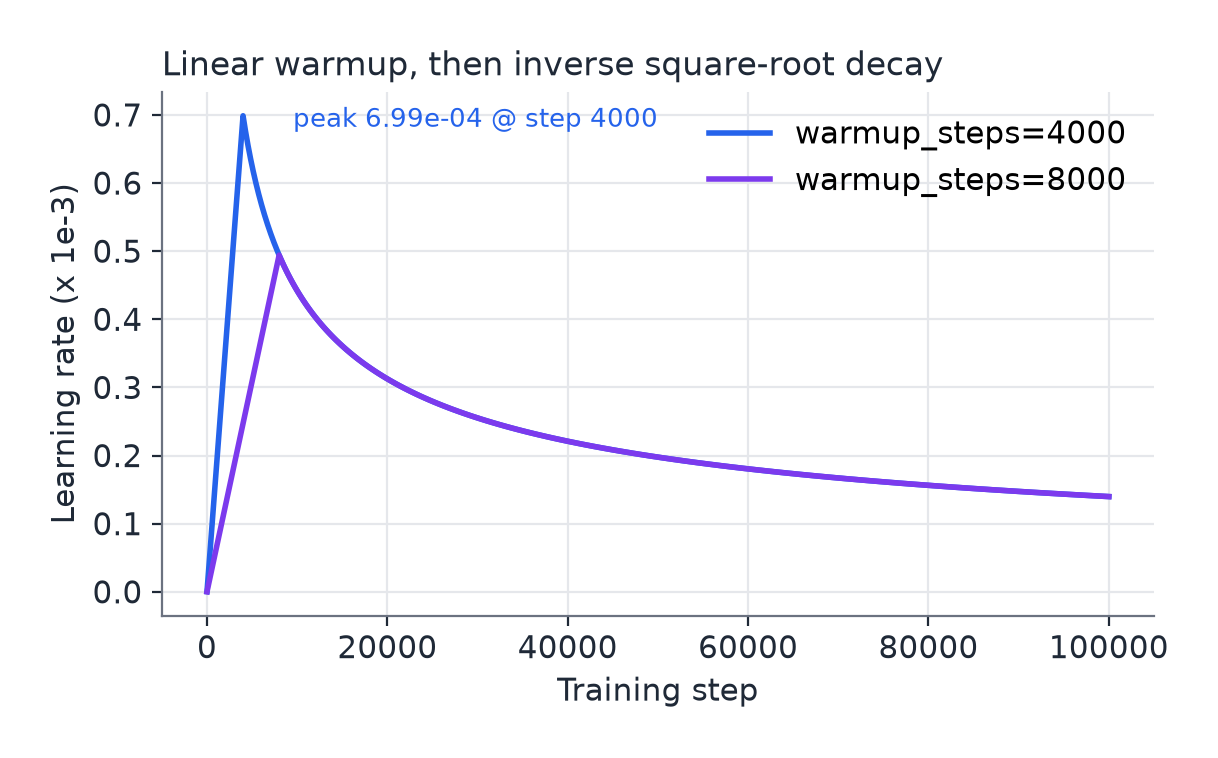 Linear warmup, then inverse square-root decay
peak 6.99e-04 @ step 4000
warmup_steps=4000
warmup_steps=8000
Learning rate (x 1e-3)
0.7
0.6
0.5
0.4
0.3
0.2
0.1
0.0
0 20000 40000 60000 80000 100000
Training step